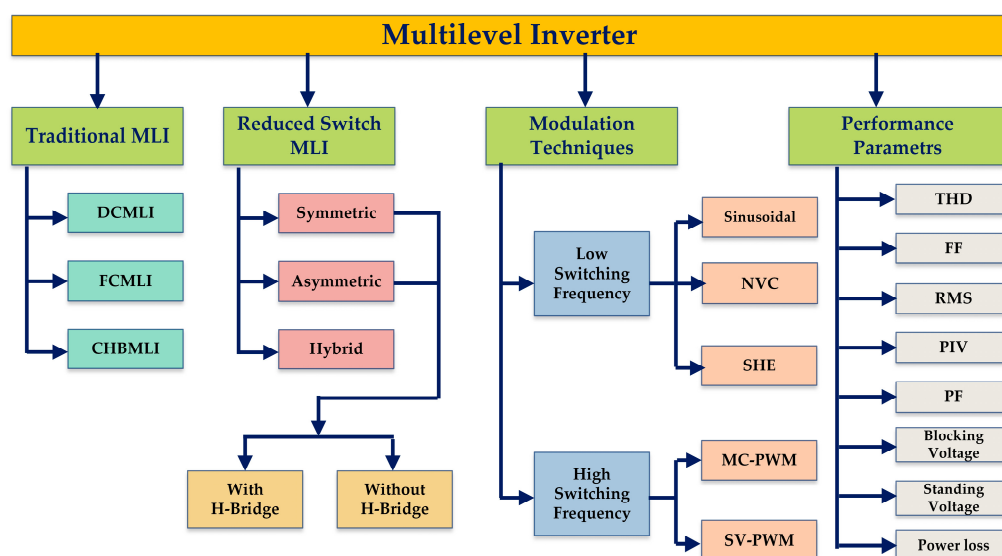 Multilevel Inverter
Traditional MLI
DCMLI
FCMLI
CHBMLI
Reduced Switch
MLI
Symmetric
Asymmetric
Hybrid
With
H-Bridge
Without
H-Bridge
Modulation
Techniques
Low
Switching
Frequency
Sinusoidal
NVC
SHE
High
Switching
Frequency
MC-PWM
SV-PWM
Performance
Parametrs
THD
FF
RMS
PIV
PF
Blocking
Voltage
Standing
Voltage
Power loss